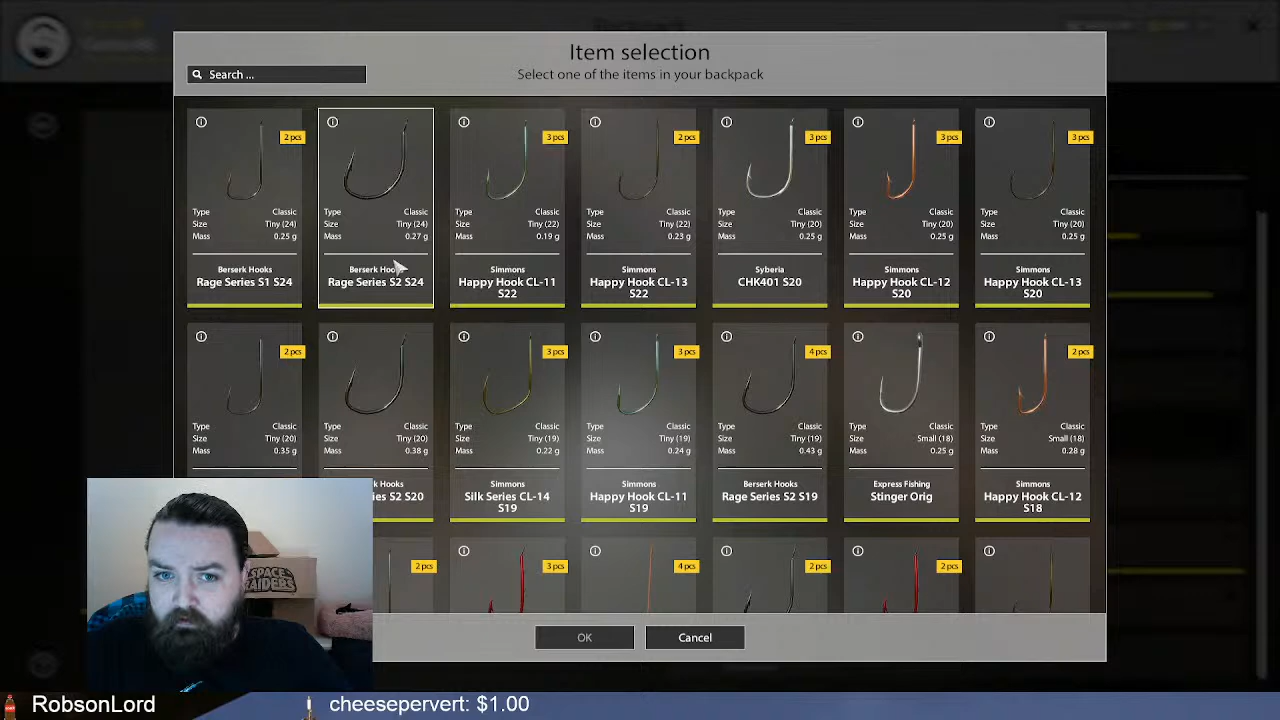 Item selection
Search ...
Select one of the items in your backpack
2 pcs
Type Classic
Size Tiny (24)
Mass 0.25 g
Berserk Hooks
Rage Series S1 S24
Type Classic
Size Tiny (24)
Mass 0.27 g
Rage Series S2 S24
3 pcs
Type Classic
Size Tiny (22)
Mass 0.19 g
Simmons
Happy Hook CL-11
S22
2 pcs
Type Classic
Size Tiny (22)
Mass 0.23 g
Simmons
Happy Hook CL-13
S22
3 pcs
Type Classic
Size Tiny (20)
Mass 0.25 g
Syberia
CHK401 S20
3 pcs
Type Classic
Size Tiny (20)
Mass 0.25 g
Simmons
Happy Hook CL-12
S20
3 pcs
Type Classic
Size Tiny (20)
Mass 0.25 g
Simmons
Happy Hook CL-13
S20
2 pcs
Type Classic
Size Tiny (20)
Mass 0.35 g
Type Classic
Size Tiny (20)
Mass 0.38 g
Hooks
S2 S20
3 pcs
Type Classic
Size Tiny (19)
Mass 0.22 g
Simmons
Silk Series CL-14
S19
3 pcs
Type Classic
Size Tiny (19)
Mass 0.24 g
Simmons
Happy Hook CL-11
S19
4 pcs
Type Classic
Size Tiny (19)
Mass 0.43 g
Berserk Hooks
Rage Series S2 S19
Type Classic
Size Small (18)
Mass 0.25 g
Express Fishing
Stinger Orig
2 pcs
Type Classic
Size Small (18)
Mass 0.28 g
Simmons
Happy Hook CL-12
S18
2 pcs
3 pcs
4 pcs
2 pcs
2 pcs
SPACE
RAIDERS
OK
Cancel
RobsonLord
cheesepervert: $1.00